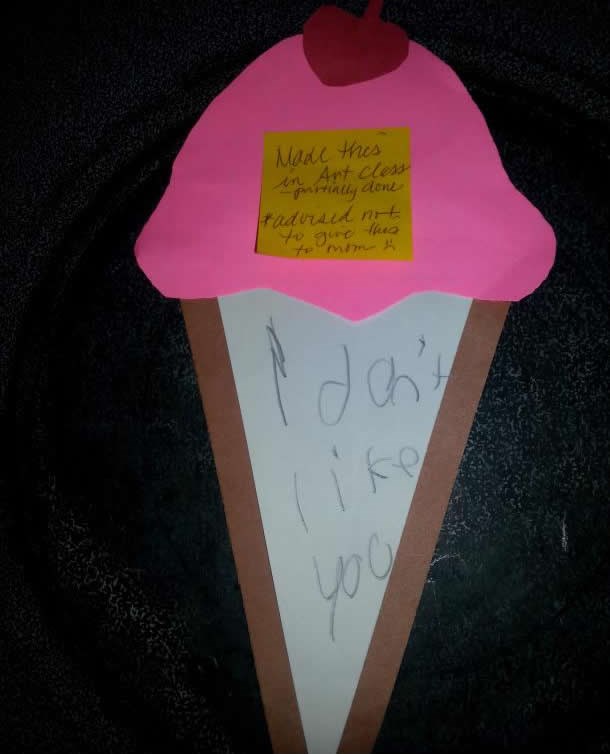 Made this
in Art Class
-partially done
*advised not
to give this
to mom :(
I don't
like
you